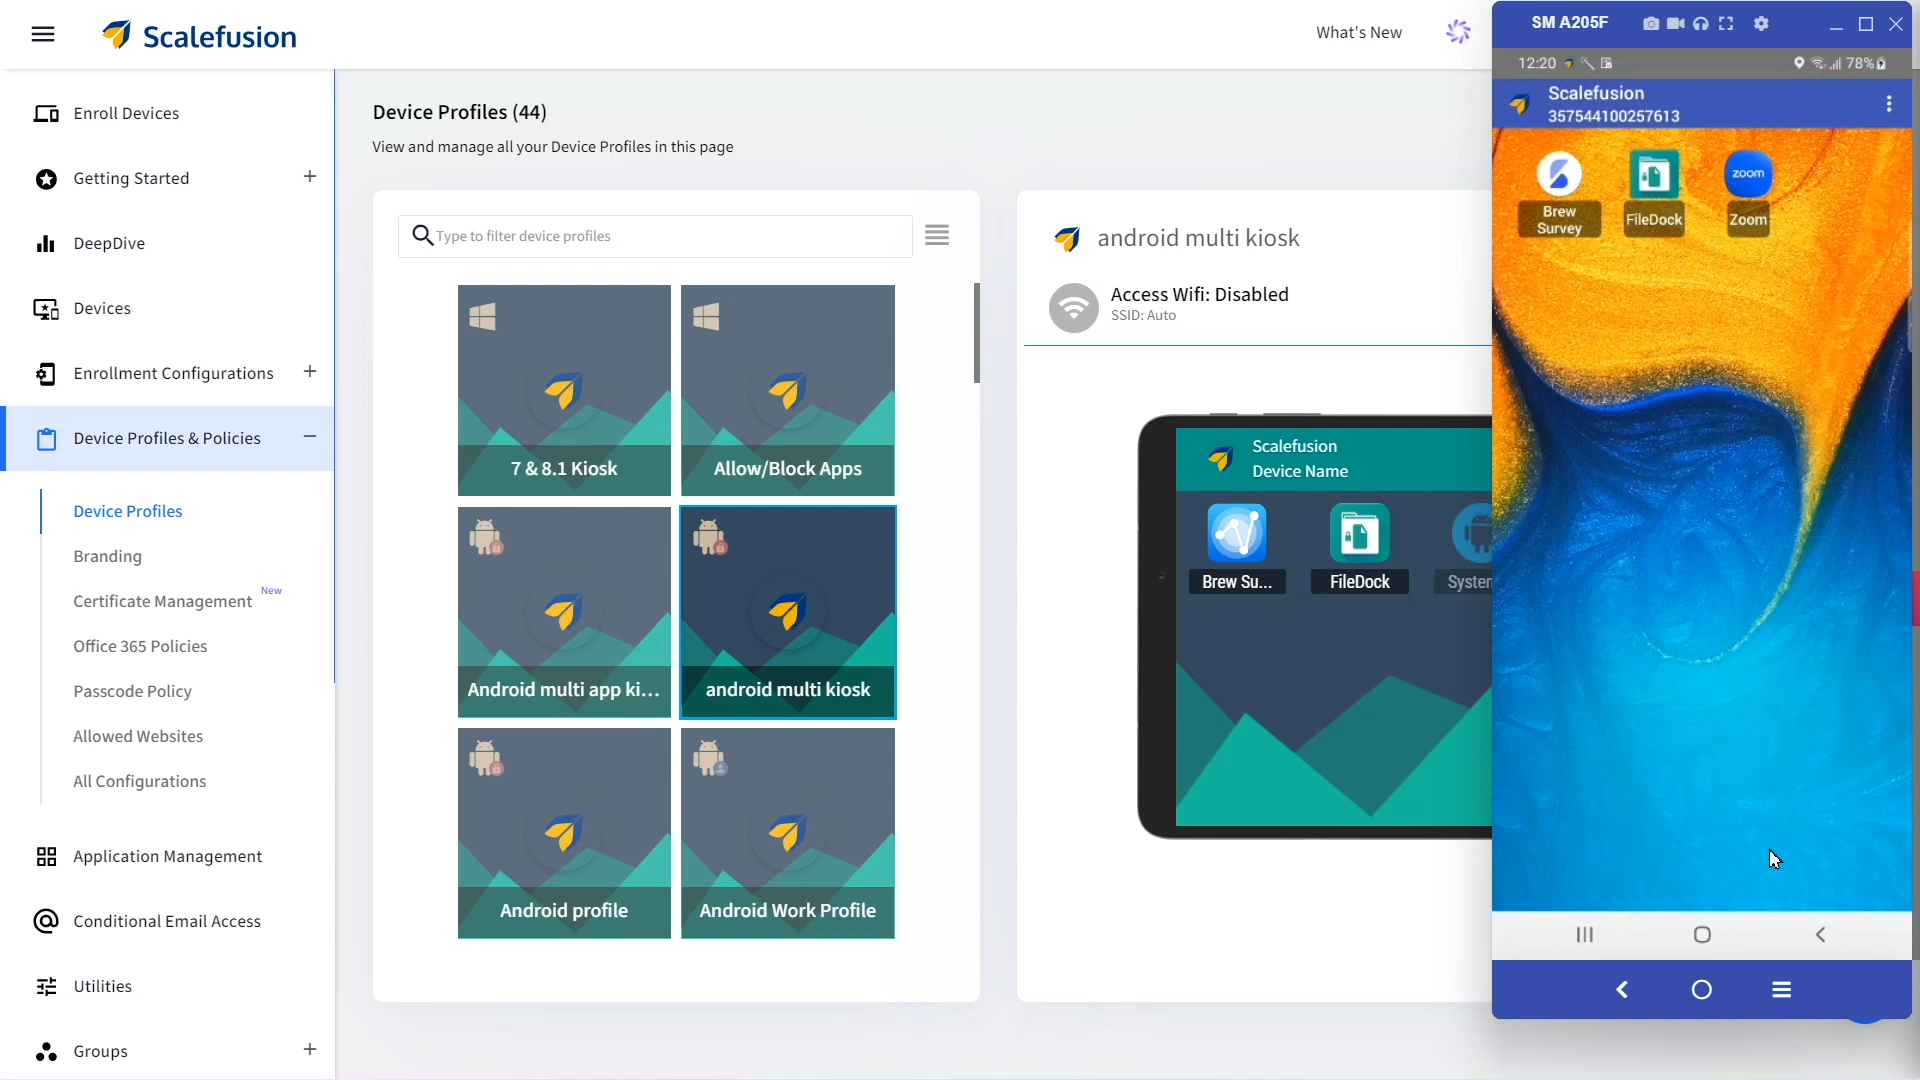 Scalefusion
What's New
Enroll Devices
Getting Started
DeepDive
Devices
Enrollment Configurations
Device Profiles & Policies
Device Profiles
Branding
Certificate Management New
Office 365 Policies
Passcode Policy
Allowed Websites
All Configurations
Application Management
Conditional Email Access
Utilities
Groups
Device Profiles (44)
View and manage all your Device Profiles in this page
Type to filter device profiles
7 & 8.1 Kiosk
Allow/Block Apps
Android multi app ki...
android multi kiosk
Android profile
Android Work Profile
android multi kiosk
Access Wifi: Disabled
SSID: Auto
Scalefusion
Device Name
Brew Su...
FileDock
System
SM A205F
12:20
78%
Scalefusion
357544100257613
zoom
Brew
Survey
FileDock
Zoom